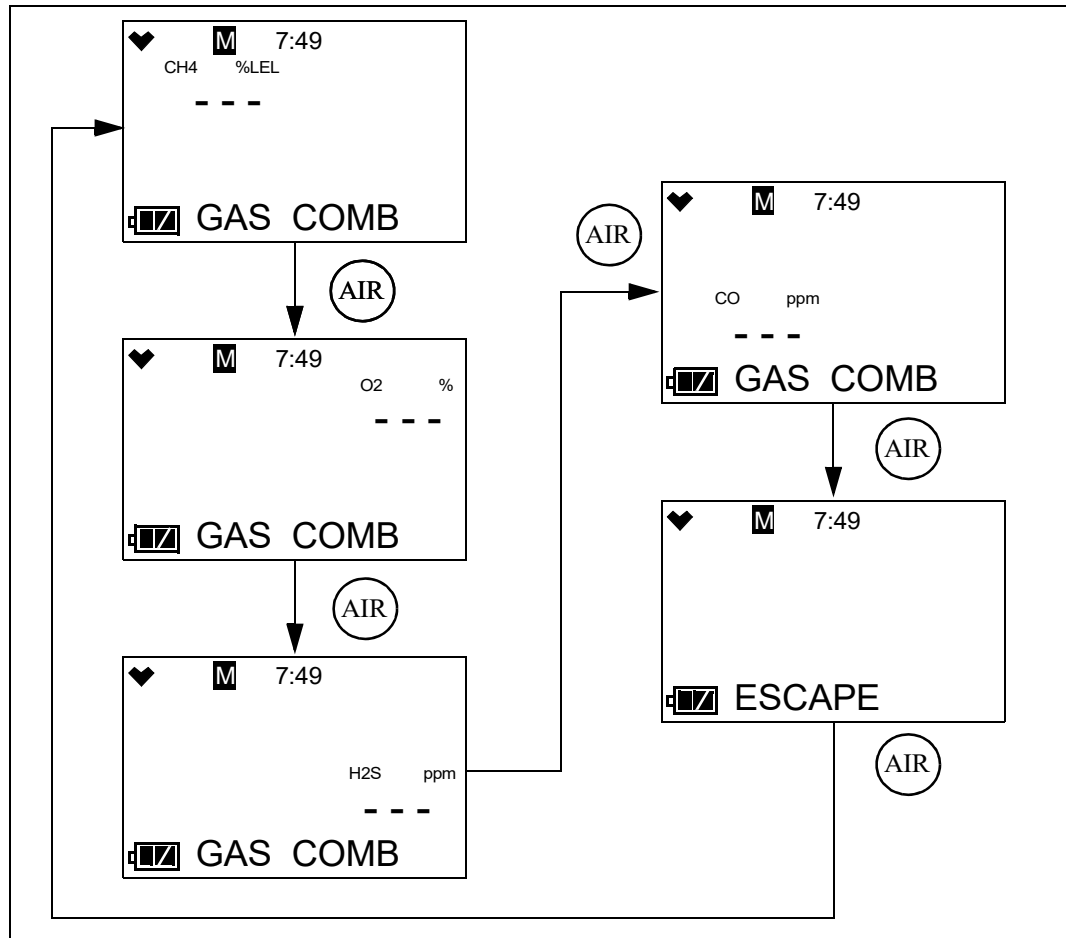 M 7:49
CH4 %LEL
- - -
GAS COMB
AIR
M 7:49
O2 %
- - -
GAS COMB
AIR
M 7:49
H2S ppm
- - -
GAS COMB
AIR
M 7:49
CO ppm
- - -
GAS COMB
AIR
M 7:49
ESCAPE
AIR